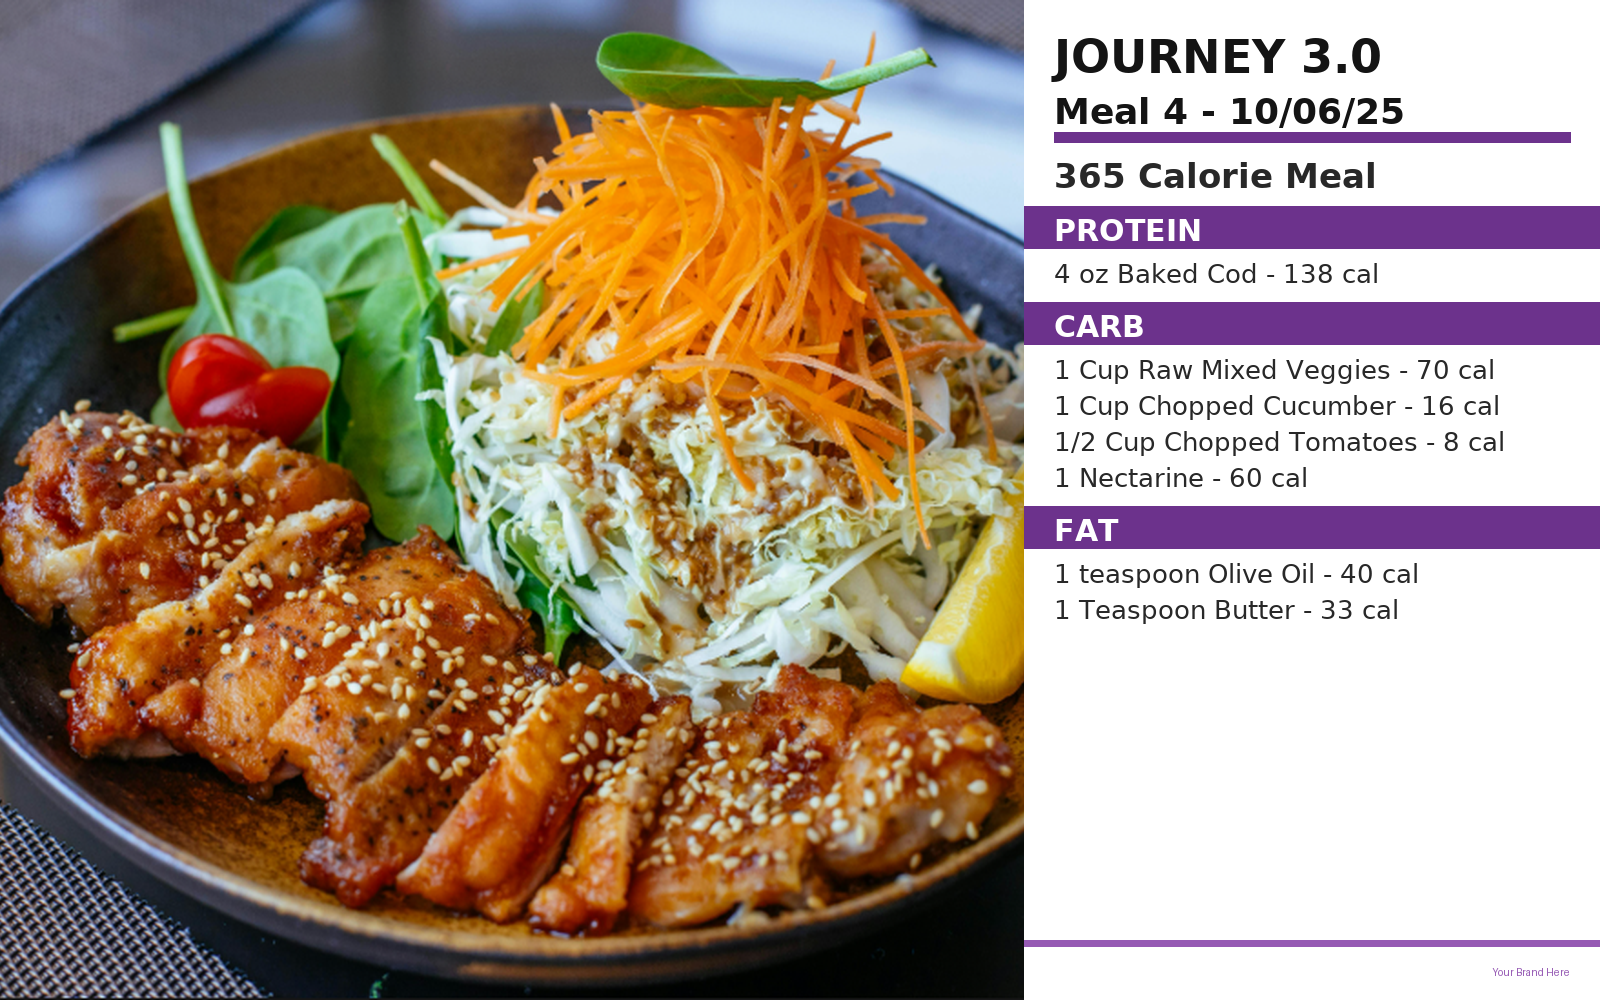 JOURNEY 3.0
Meal 4 - 10/06/25
365 Calorie Meal
PROTEIN
4 oz Baked Cod - 138 cal
CARB
1 Cup Raw Mixed Veggies - 70 cal
1 Cup Chopped Cucumber - 16 cal
1/2 Cup Chopped Tomatoes - 8 cal
1 Nectarine - 60 cal
FAT
1 teaspoon Olive Oil - 40 cal
1 Teaspoon Butter - 33 cal
Your Brand Here